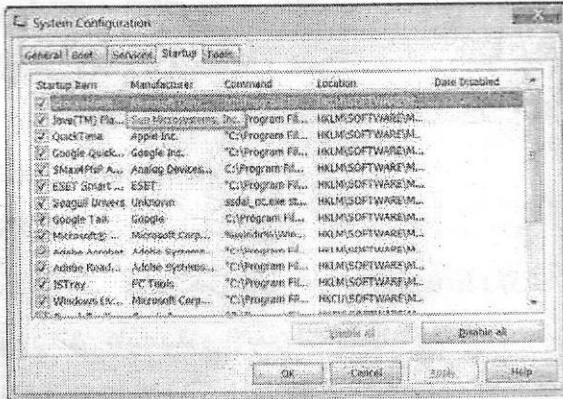 System Configuration
General Boot Services Startup Tools
Startup Item Manufacturer Command Location Date Disabled
Java(TM) Pla... Sun Microsystems, Inc. C:\Program Fil... HKLM\SOFTWARE\M...
QuickTime Apple Inc. "C:\Program Fil... HKLM\SOFTWARE\M...
Google Quick... Google Inc. "C:\Program Fil... HKLM\SOFTWARE\M...
SMax4PNP A... Analog Devices... C:\Program Fil... HKLM\SOFTWARE\M...
ESET Smart ... ESET "C:\Program Fil... HKLM\SOFTWARE\M...
Seagull Drivers Unknown ssdal_nc.exe st... HKLM\SOFTWARE\M...
Google Talk Google "C:\Program Fil... HKLM\SOFTWARE\M...
Microsoft® ... Microsoft Corp... %windir%\Win... HKLM\SOFTWARE\M...
Adobe Acrobat Adobe Systems... "C:\Program Fil... HKLM\SOFTWARE\M...
Adobe Read... Adobe Systems... "C:\Program Fil... HKLM\SOFTWARE\M...
ISTray PC Tools "C:\Program Fil... HKLM\SOFTWARE\M...
Windows Liv... Microsoft Corp... "C:\Program Fil... HKCU\SOFTWARE\M...
Enable all Disable all
OK Cancel Apply Help